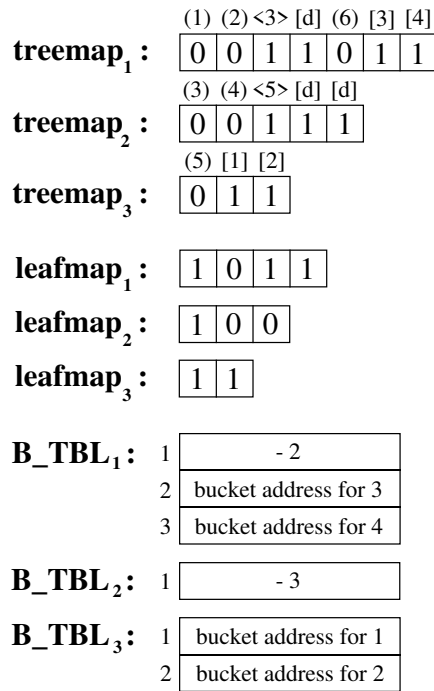 (1) (2) <3> [d] (6) [3] [4]
treemap₁ : 0 0 1 1 0 1 1
(3) (4) <5> [d] [d]
treemap₂ : 0 0 1 1 1
(5) [1] [2]
treemap₃ : 0 1 1
leafmap₁ : 1 0 1 1
leafmap₂ : 1 0 0
leafmap₃ : 1 1
B_TBL₁ : 1 - 2
2 bucket address for 3
3 bucket address for 4
B_TBL₂ : 1 - 3
B_TBL₃ : 1 bucket address for 1
2 bucket address for 2